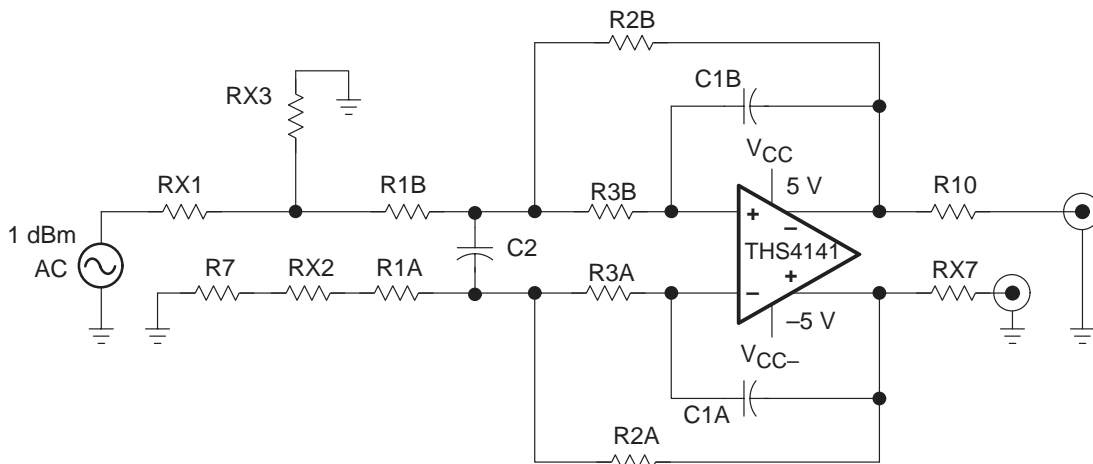 R2B
C1B
RX3
VCC
5 V
RX1
R1B
R3B
R10
+
–
1 dBm
AC
C2
THS4141
R7
RX2
R1A
R3A
+
–
RX7
–5 V
VCC–
C1A
R2A